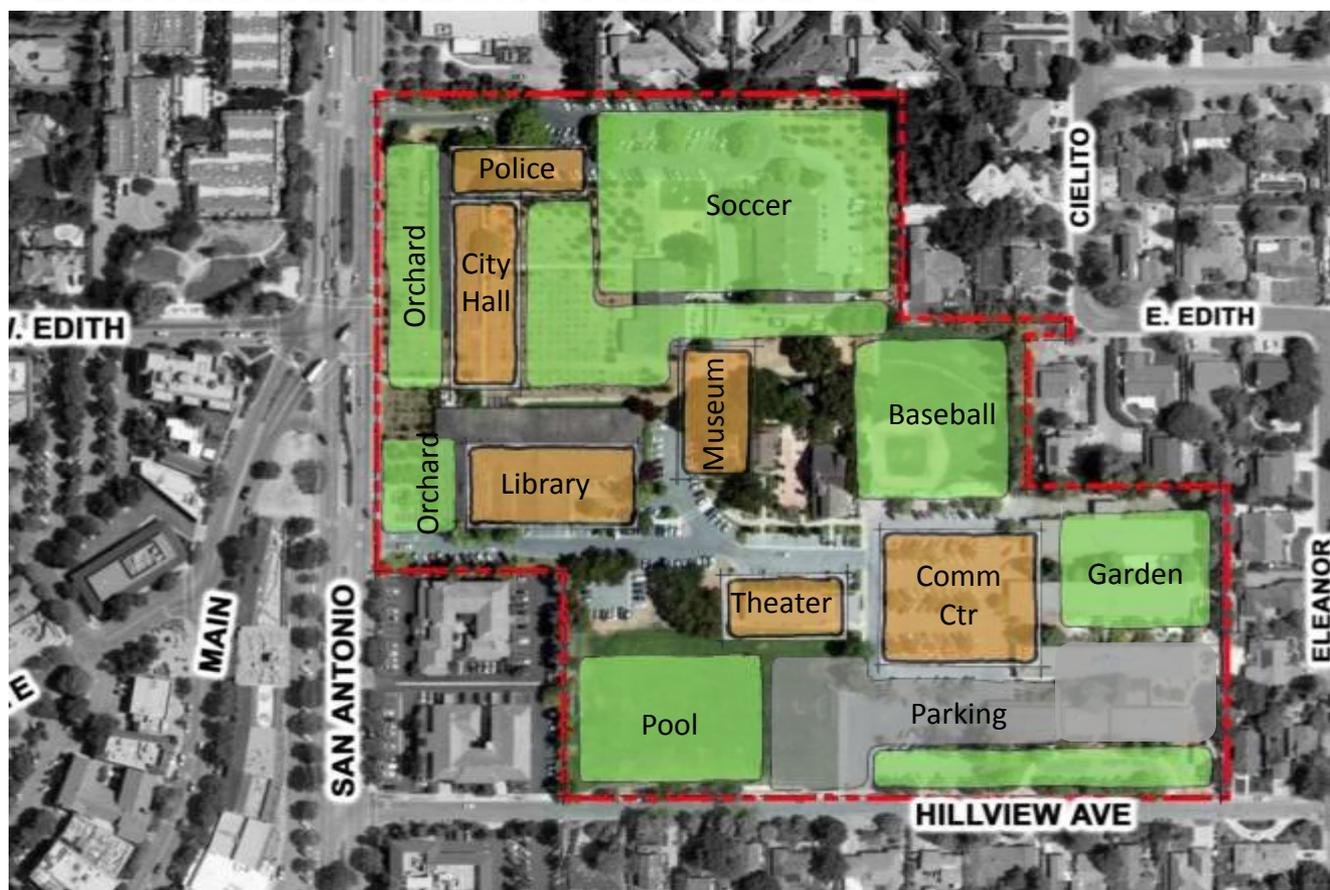 Police
Soccer
CIELITO
Orchard
City
Hall
. EDITH
E. EDITH
Museum
Baseball
Orchard
Library
Comm
Ctr
Garden
Theater
ELEANOR
MAIN
SAN ANTONIO
Parking
Pool
HILLVIEW AVE